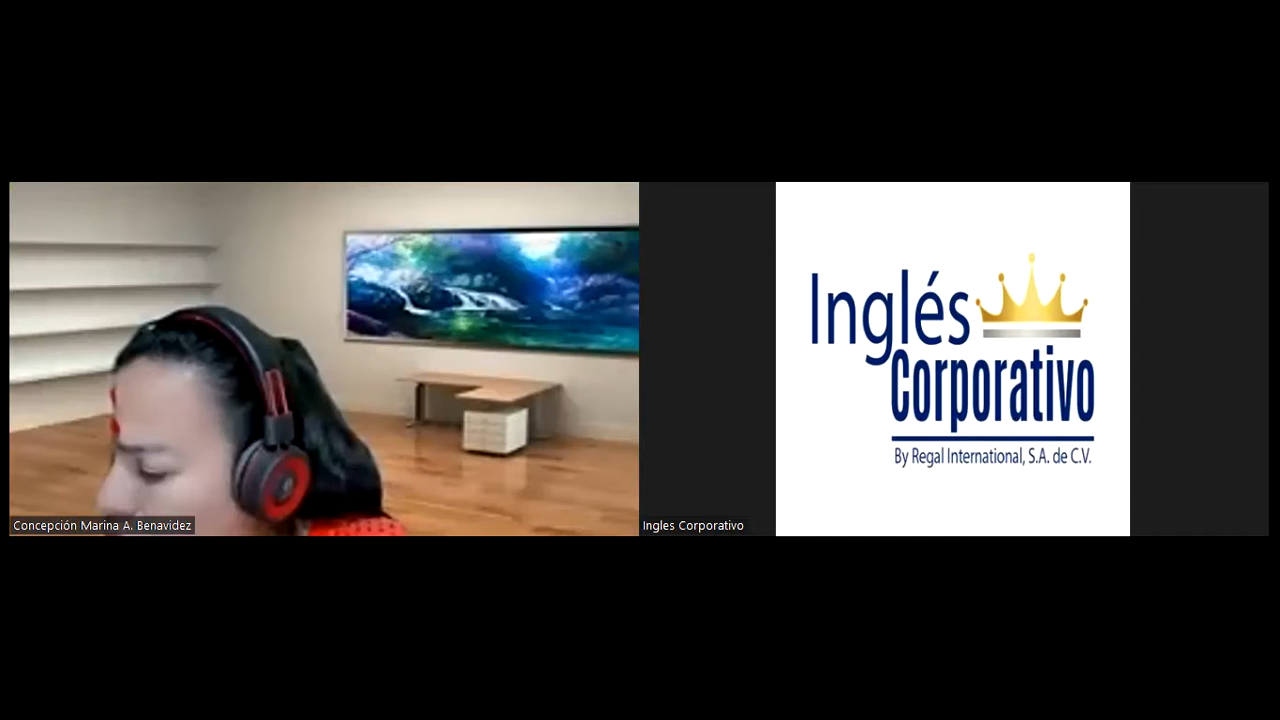 Inglés
Corporativo
By Regal International, S.A. de C.V.
Concepción Marina A. Benavidez
Ingles Corporativo